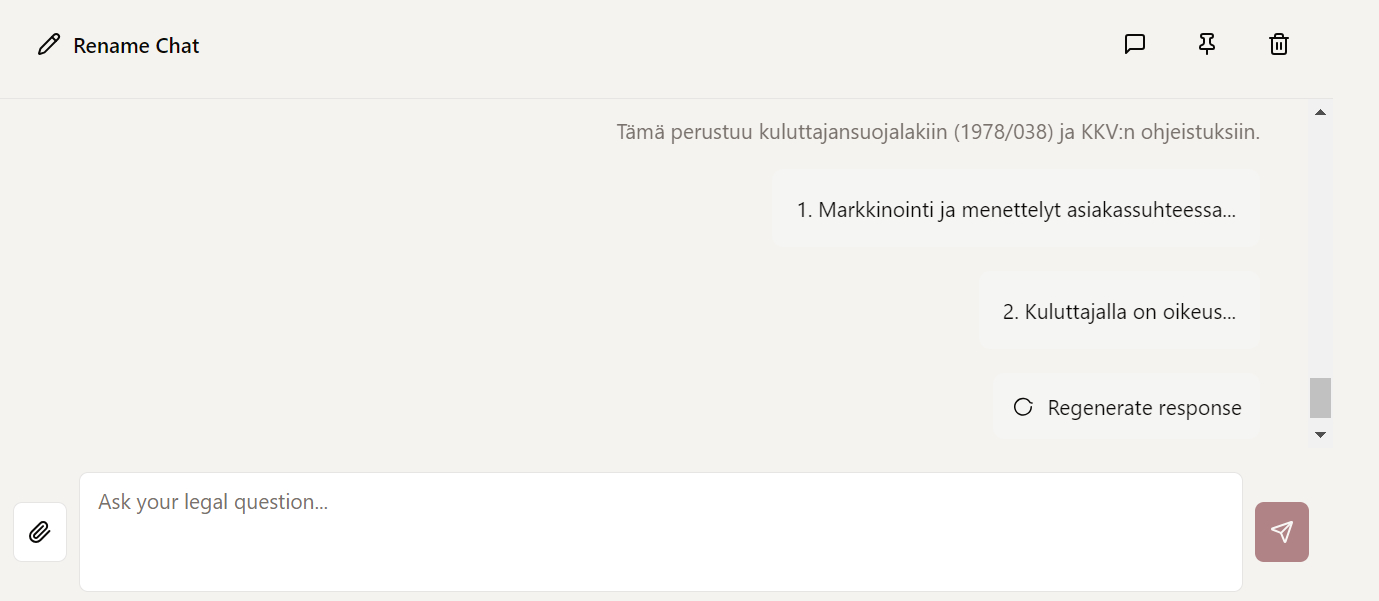 Rename Chat
Tämä perustuu kuluttajansuojalakiin (1978/038) ja KKV:n ohjeistuksiin.
1. Markkinointi ja menettelyt asiakassuhteessa...
2. Kuluttajalla on oikeus...
Regenerate response
Ask your legal question...